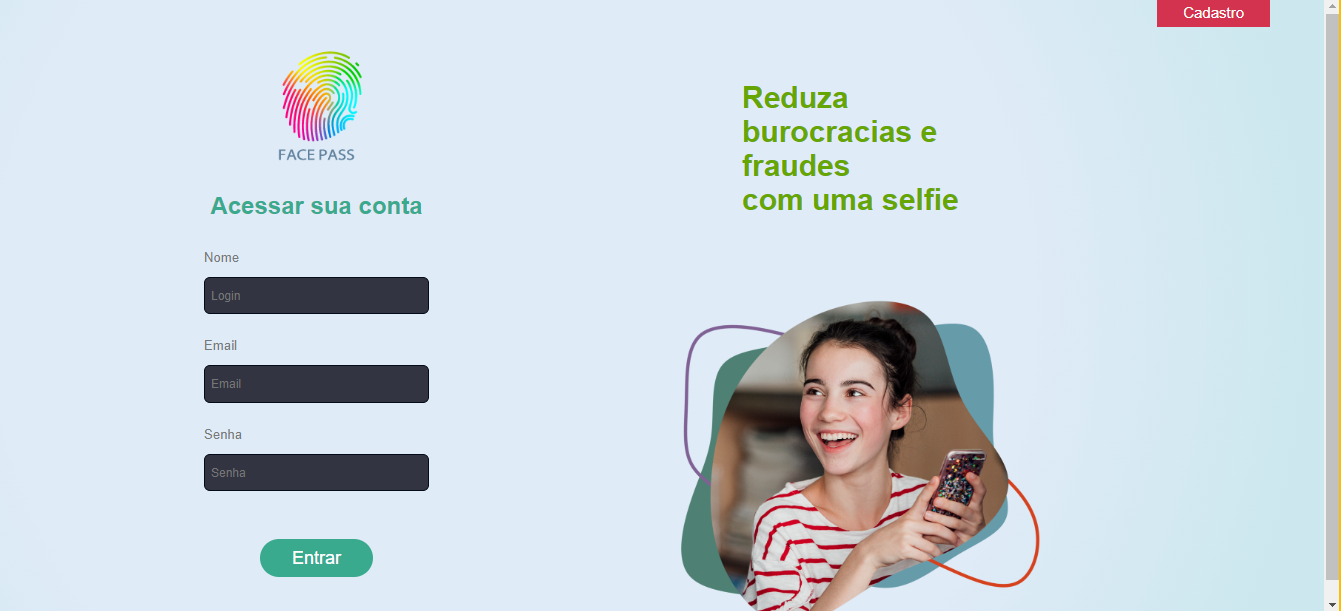 Cadastro
FACE PASS
Acessar sua conta
Nome
Login
Email
Email
Senha
Senha
Entrar
Reduza
burocracias e
fraudes
com uma selfie